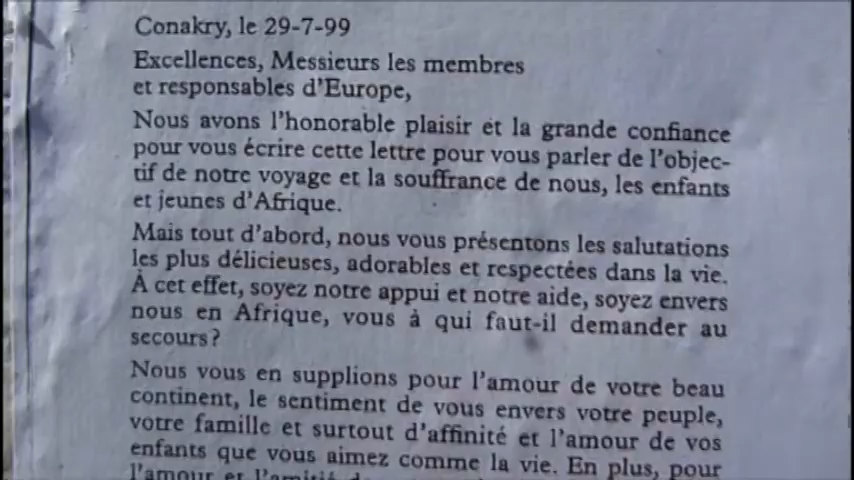 Conakry, le 29-7-99
Excellences, Messieurs les membres
et responsables d'Europe,
Nous avons l'honorable plaisir et la grande confiance
pour vous écrire cette lettre pour vous parler de l'objec-
tif de notre voyage et la souffrance de nous, les enfants
et jeunes d'Afrique.
Mais tout d'abord, nous vous présentons les salutations
les plus délicieuses, adorables et respectées dans la vie.
À cet effet, soyez notre appui et notre aide, soyez envers
nous en Afrique, vous à qui faut-il demander au
secours?
Nous vous en supplions pour l'amour de votre beau
continent, le sentiment de vous envers votre peuple,
votre famille et surtout d'affinité et l'amour de vos
enfants que vous aimez comme la vie. En plus, pour
l'amour et l'amitié